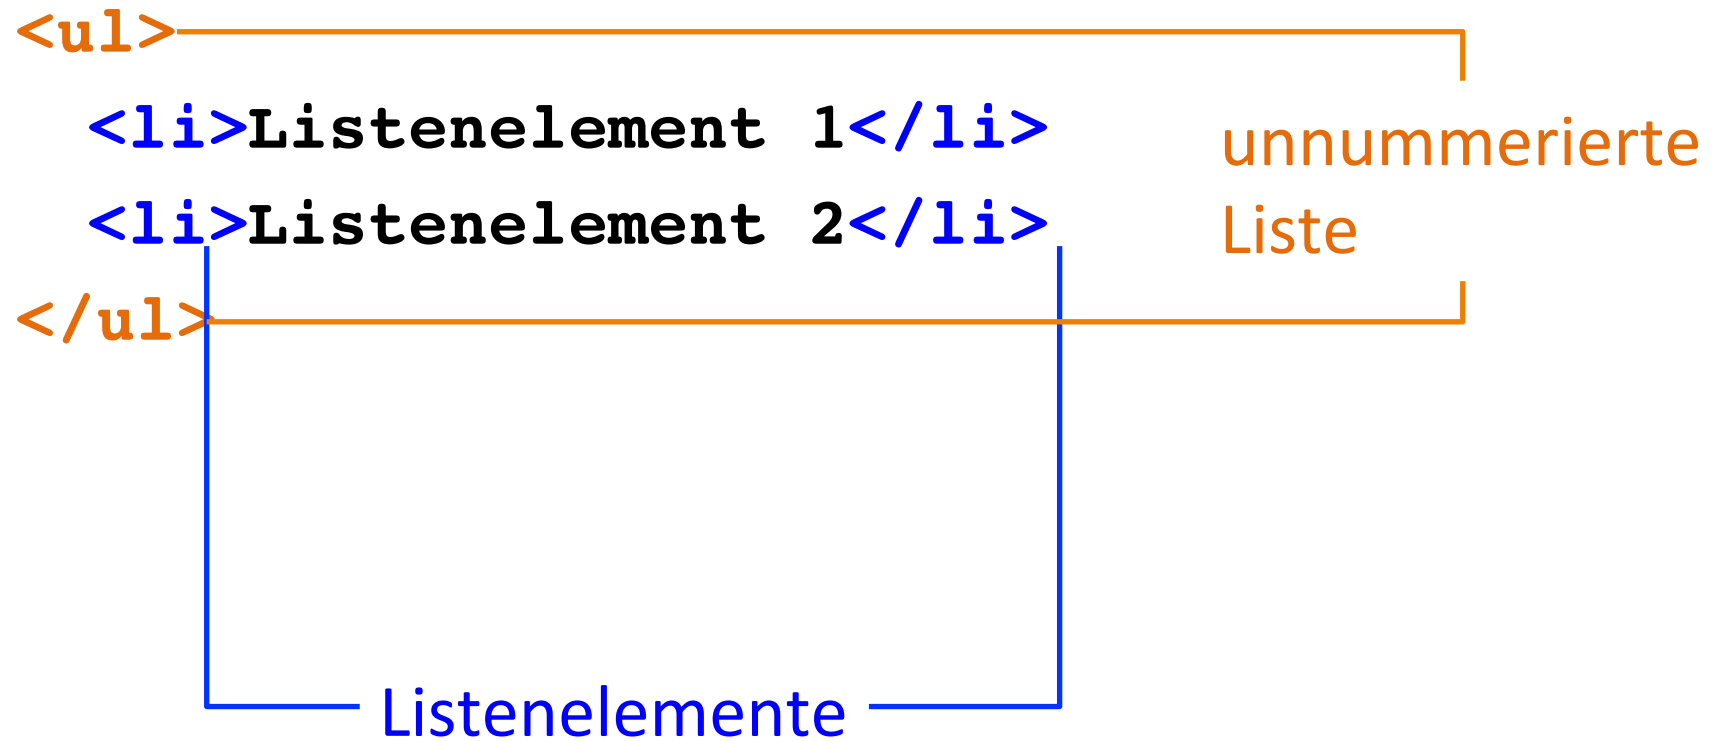 <ul>
<li>Listenelement 1</li>
<li>Listenelement 2</li>
</ul>
unnummerierte
Liste
Listenelemente